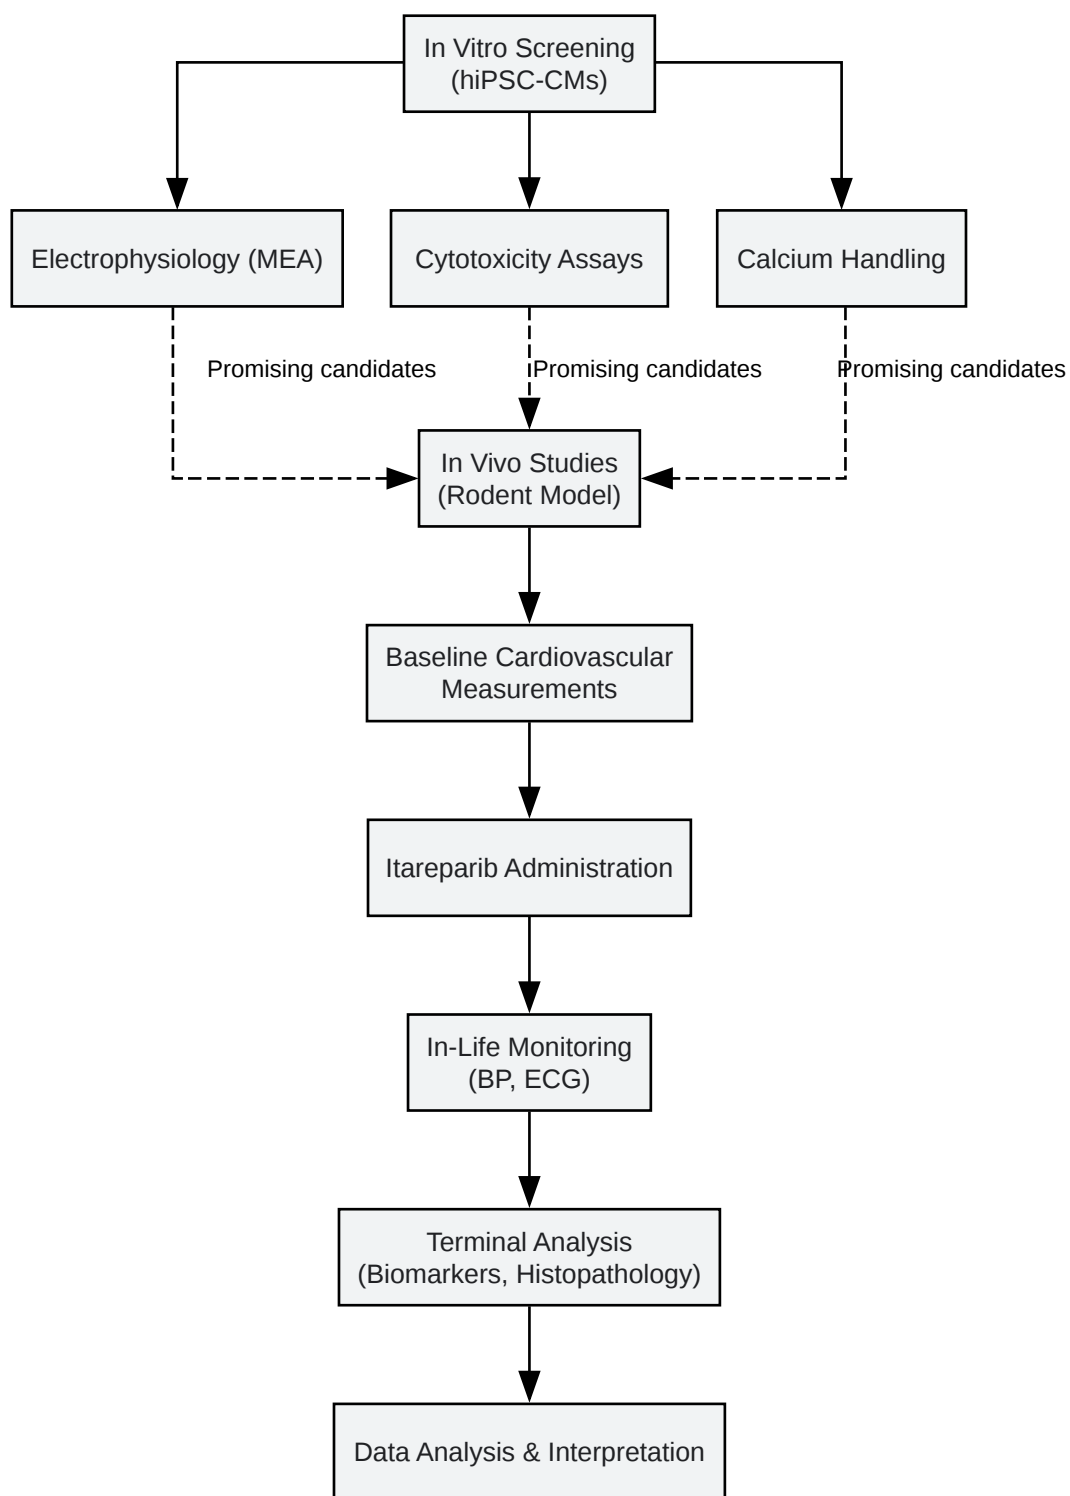 In Vitro Screening
(hiPSC-CMs)
Electrophysiology (MEA)
Cytotoxicity Assays
Calcium Handling
Promising candidates
Promising candidates
Promising candidates
In Vivo Studies
(Rodent Model)
Baseline Cardiovascular
Measurements
Itareparib Administration
In-Life Monitoring
(BP, ECG)
Terminal Analysis
(Biomarkers, Histopathology)
Data Analysis & Interpretation